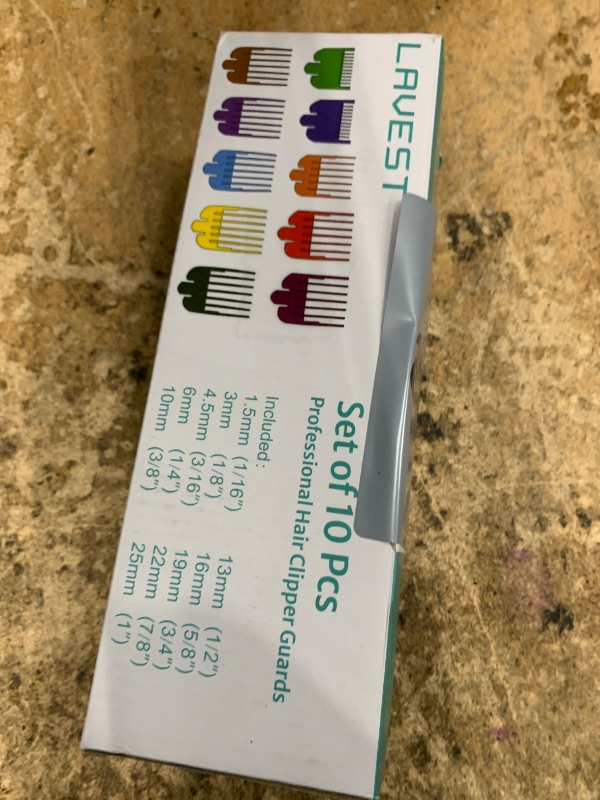 LAVEST
Set of 10 Pcs
Professional Hair Clipper Guards
Included:
1.5mm (1/16")
3mm (1/8")
4.5mm (3/16")
6mm (1/4")
10mm (3/8")
13mm (1/2")
16mm (5/8")
19mm (3/4")
22mm (7/8")
25mm (1")